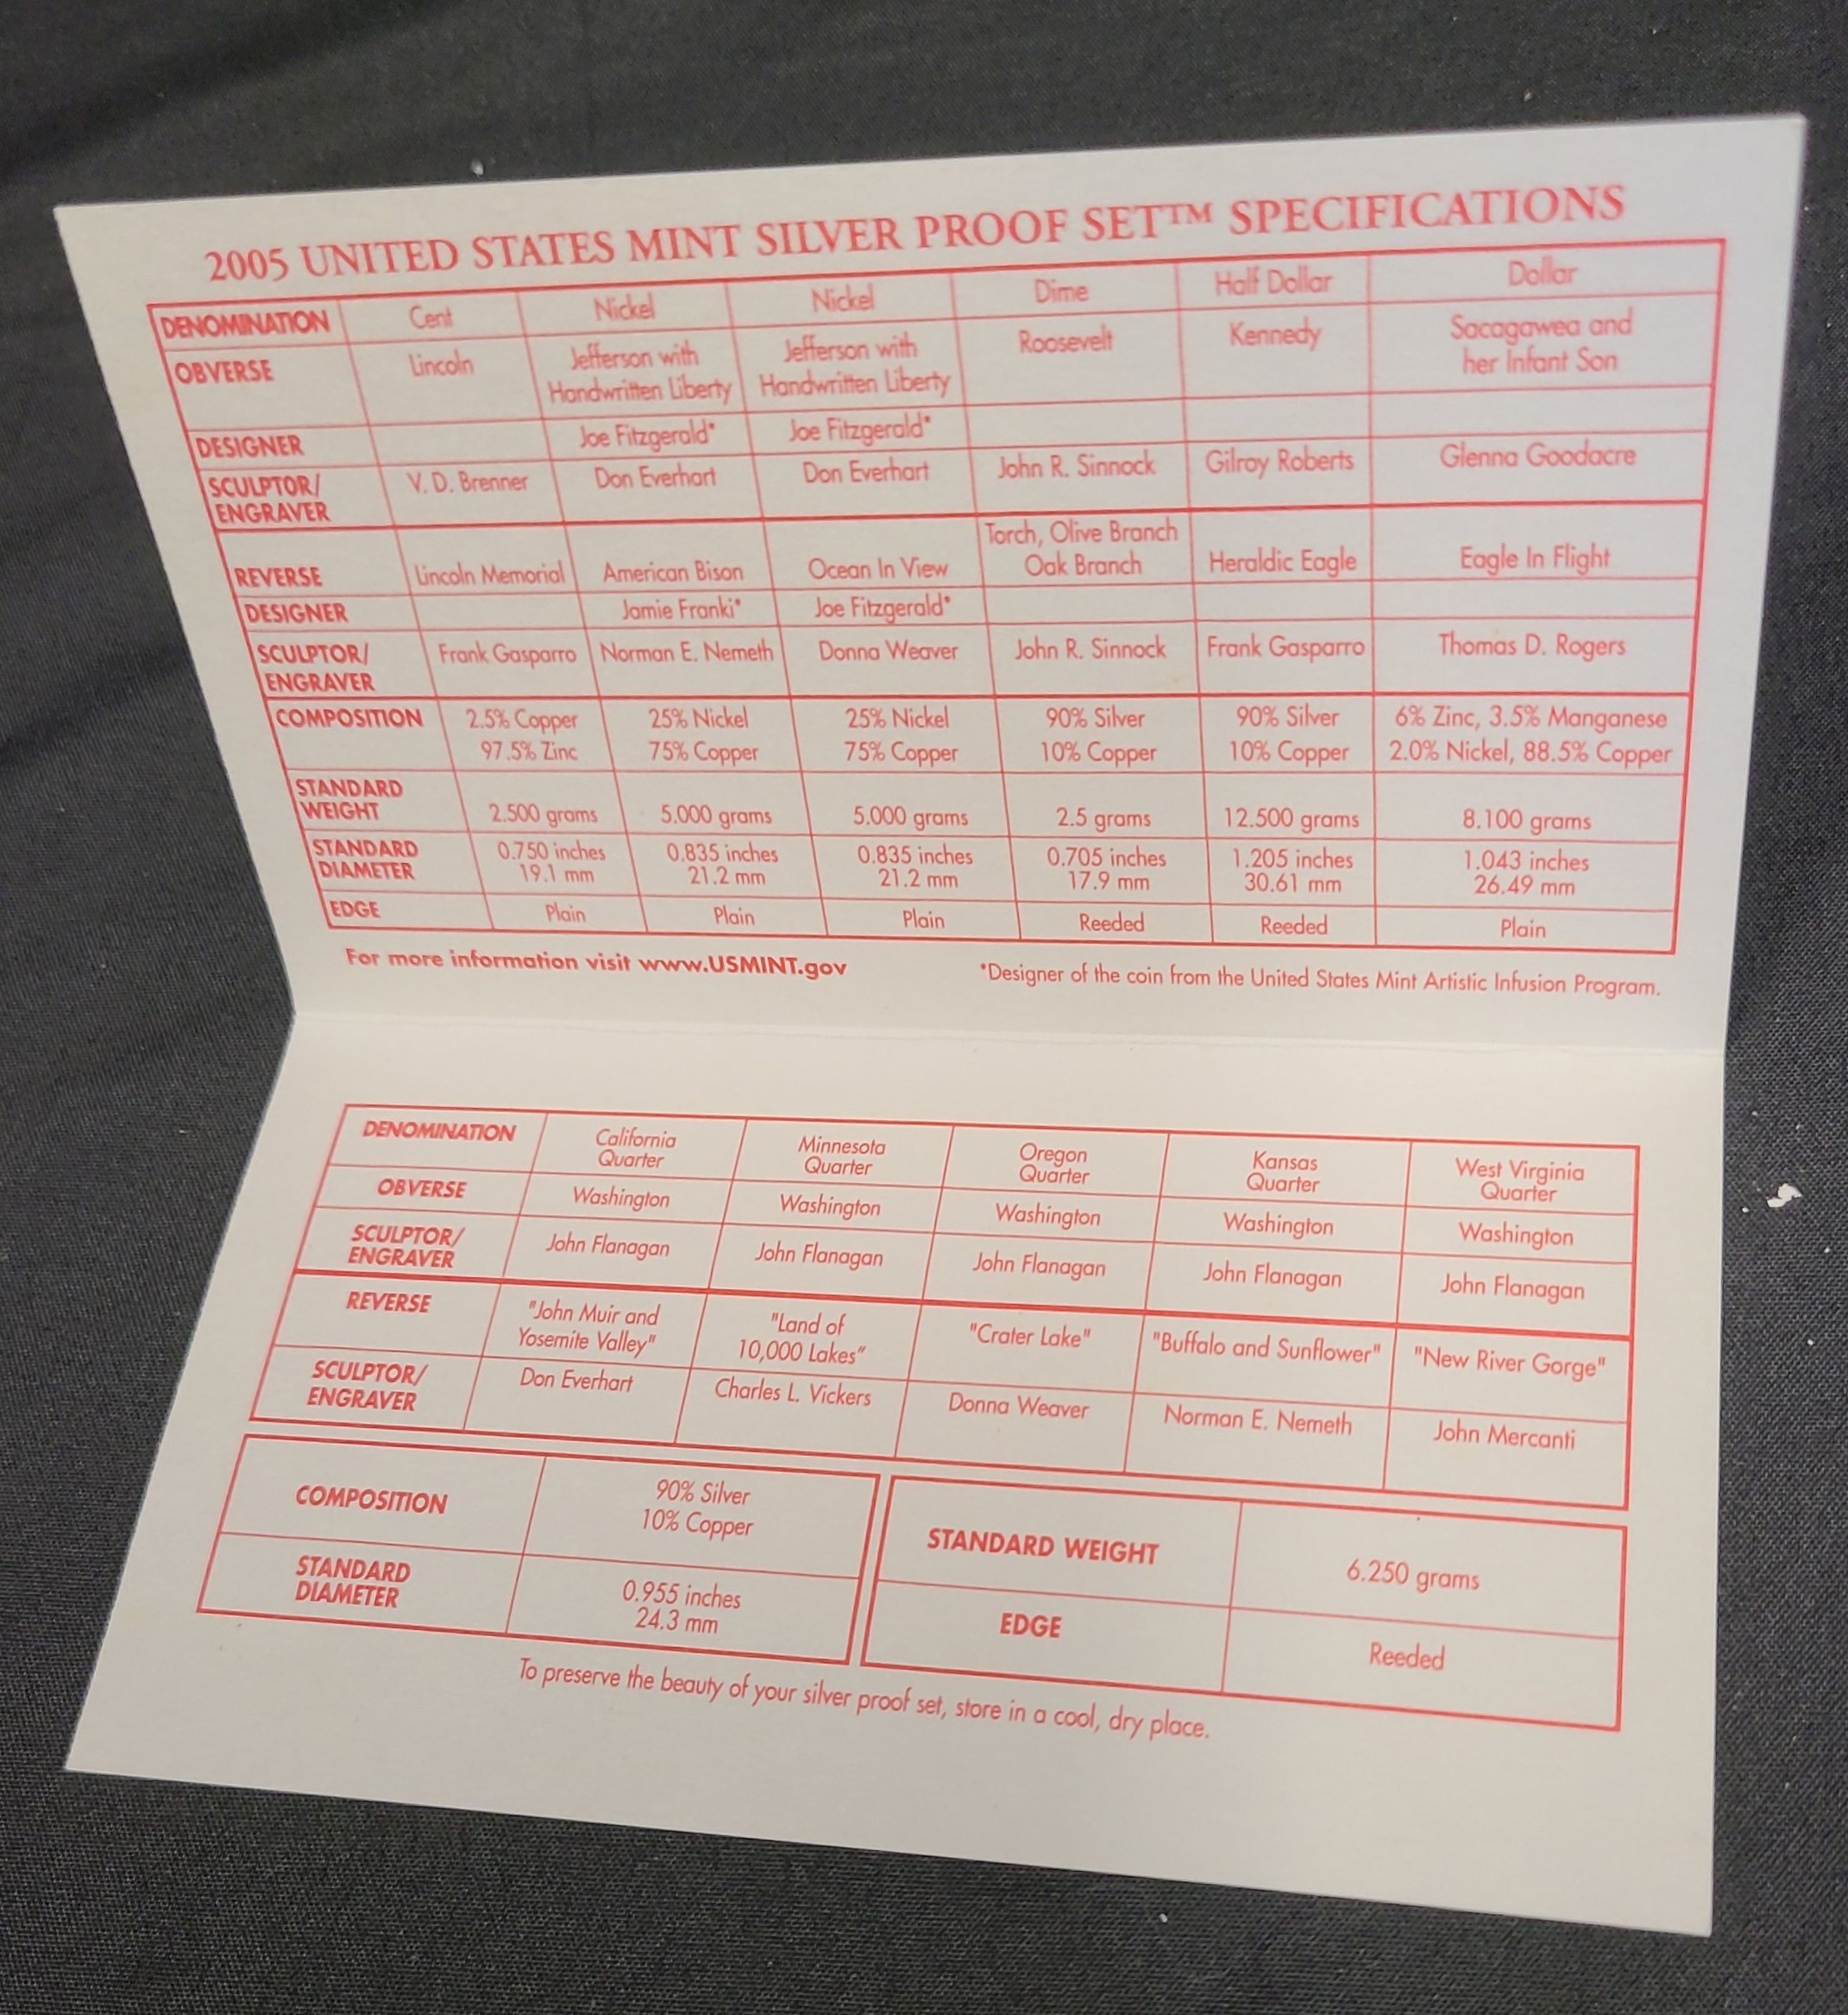 2005 UNITED STATES MINT SILVER PROOF SET™ SPECIFICATIONS
DENOMINATION Cent Nickel Nickel Dime Half Dollar Dollar
OBVERSE Lincoln Jefferson with Jefferson with Roosevelt Kennedy Sacagawea and
Handwritten Liberty Handwritten Liberty her Infant Son
DESIGNER Joe Fitzgerald* Joe Fitzgerald*
SCULPTOR/ V. D. Brenner Don Everhart Don Everhart John R. Sinnock Gilroy Roberts Glenna Goodacre
ENGRAVER
Torch, Olive Branch
REVERSE Lincoln Memorial American Bison Ocean In View Oak Branch Heraldic Eagle Eagle In Flight
DESIGNER Jamie Franki* Joe Fitzgerald*
SCULPTOR/ Frank Gasparro Norman E. Nemeth Donna Weaver John R. Sinnock Frank Gasparro Thomas D. Rogers
ENGRAVER
COMPOSITION 2.5% Copper 25% Nickel 25% Nickel 90% Silver 90% Silver 6% Zinc, 3.5% Manganese
97.5% Zinc 75% Copper 75% Copper 10% Copper 10% Copper 2.0% Nickel, 88.5% Copper
STANDARD
WEIGHT 2.500 grams 5.000 grams 5.000 grams 2.5 grams 12.500 grams 8.100 grams
STANDARD 0.750 inches 0.835 inches 0.835 inches 0.705 inches 1.205 inches 1.043 inches
DIAMETER 19.1 mm 21.2 mm 21.2 mm 17.9 mm 30.61 mm 26.49 mm
EDGE Plain Plain Plain Reeded Reeded Plain
For more information visit www.USMINT.gov *Designer of the coin from the United States Mint Artistic Infusion Program.
DENOMINATION California Minnesota Oregon Kansas West Virginia
Quarter Quarter Quarter Quarter Quarter
OBVERSE Washington Washington Washington Washington Washington
SCULPTOR/ John Flanagan John Flanagan John Flanagan John Flanagan John Flanagan
ENGRAVER
REVERSE "John Muir and "Land of "Crater Lake" "Buffalo and Sunflower" "New River Gorge"
Yosemite Valley" 10,000 Lakes"
SCULPTOR/ Don Everhart Charles L. Vickers Donna Weaver Norman E. Nemeth John Mercanti
ENGRAVER
COMPOSITION 90% Silver STANDARD WEIGHT 6.250 grams
10% Copper
STANDARD 0.955 inches EDGE Reeded
DIAMETER 24.3 mm
To preserve the beauty of your silver proof set, store in a cool, dry place.